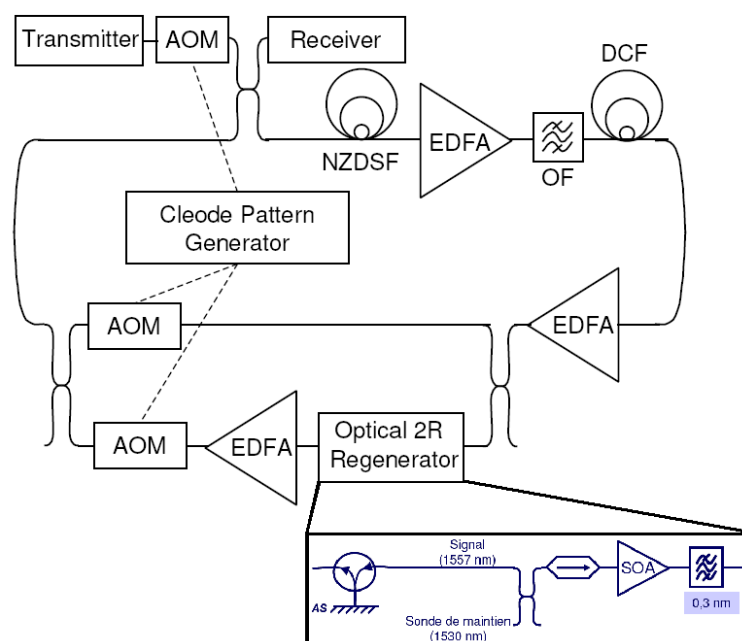 Transmitter
AOM
Receiver
NZDSF
EDFA
OF
DCF
Cleode Pattern
Generator
AOM
EDFA
AOM
EDFA
Optical 2R
Regenerator
Signal
(1557 nm)
SOA
AS
0,3 nm
Sonde de maintien
(1530 nm)